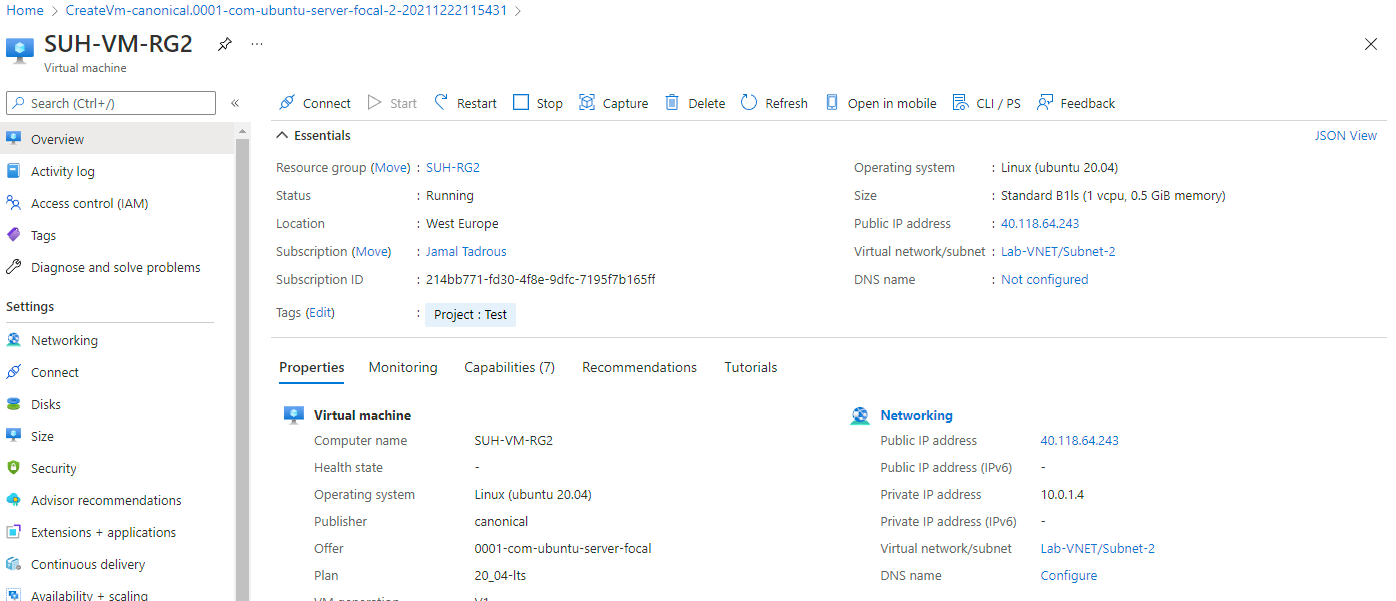 Home > CreateVm-canonical.0001-com-ubuntu-server-focal-2-20211222115431 >
SUH-VM-RG2 ...
Virtual machine
Search (Ctrl+/) «
Overview
Activity log
Access control (IAM)
Tags
Diagnose and solve problems
Settings
Networking
Connect
Disks
Size
Security
Advisor recommendations
Extensions + applications
Continuous delivery
Availability + scaling
Connect Start Restart Stop Capture Delete Refresh Open in mobile CLI / PS Feedback
Essentials JSON View
Resource group (Move) : SUH-RG2
Status : Running
Location : West Europe
Subscription (Move) : Jamal Tadrous
Subscription ID : 214bb771-fd30-4f8e-9dfc-7195f7b165ff
Tags (Edit) : Project : Test
Operating system : Linux (ubuntu 20.04)
Size : Standard B1ls (1 vcpu, 0.5 GiB memory)
Public IP address : 40.118.64.243
Virtual network/subnet : Lab-VNET/Subnet-2
DNS name : Not configured
Properties Monitoring Capabilities (7) Recommendations Tutorials
Virtual machine
Computer name SUH-VM-RG2
Health state -
Operating system Linux (ubuntu 20.04)
Publisher canonical
Offer 0001-com-ubuntu-server-focal
Plan 20_04-lts
VM generation V1
Networking
Public IP address 40.118.64.243
Public IP address (IPv6) -
Private IP address 10.0.1.4
Private IP address (IPv6) -
Virtual network/subnet Lab-VNET/Subnet-2
DNS name Configure